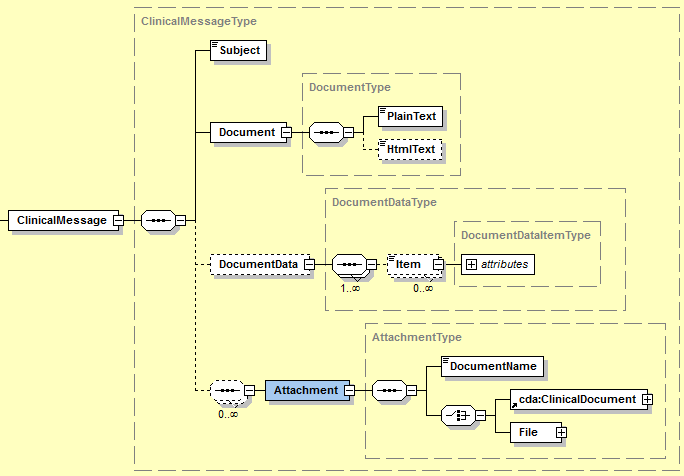 ClinicalMessageType
Subject
DocumentType
PlainText
Document
HtmlText
DocumentDataType
ClinicalMessage
DocumentDataItemType
DocumentData
Item
attributes
1..∞
0..∞
AttachmentType
DocumentName
Attachment
cda:ClinicalDocument
0..∞
File